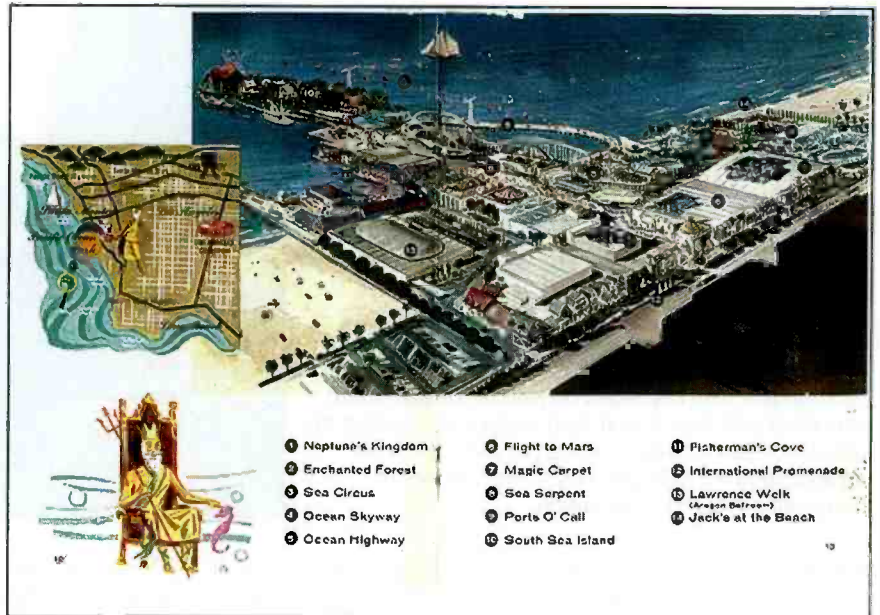 1 Neptune's Kingdom
2 Enchanted Forest
3 Sea Circus
4 Ocean Skyway
5 Ocean Highway
6 Flight to Mars
7 Magic Carpet
8 Sea Serpent
9 Ports O' Call
10 South Sea Island
11 Fisherman's Cove
12 International Promenade
13 Lawrence Welk
(Aragon Ballroom)
14 Jack's at the Beach
12
13